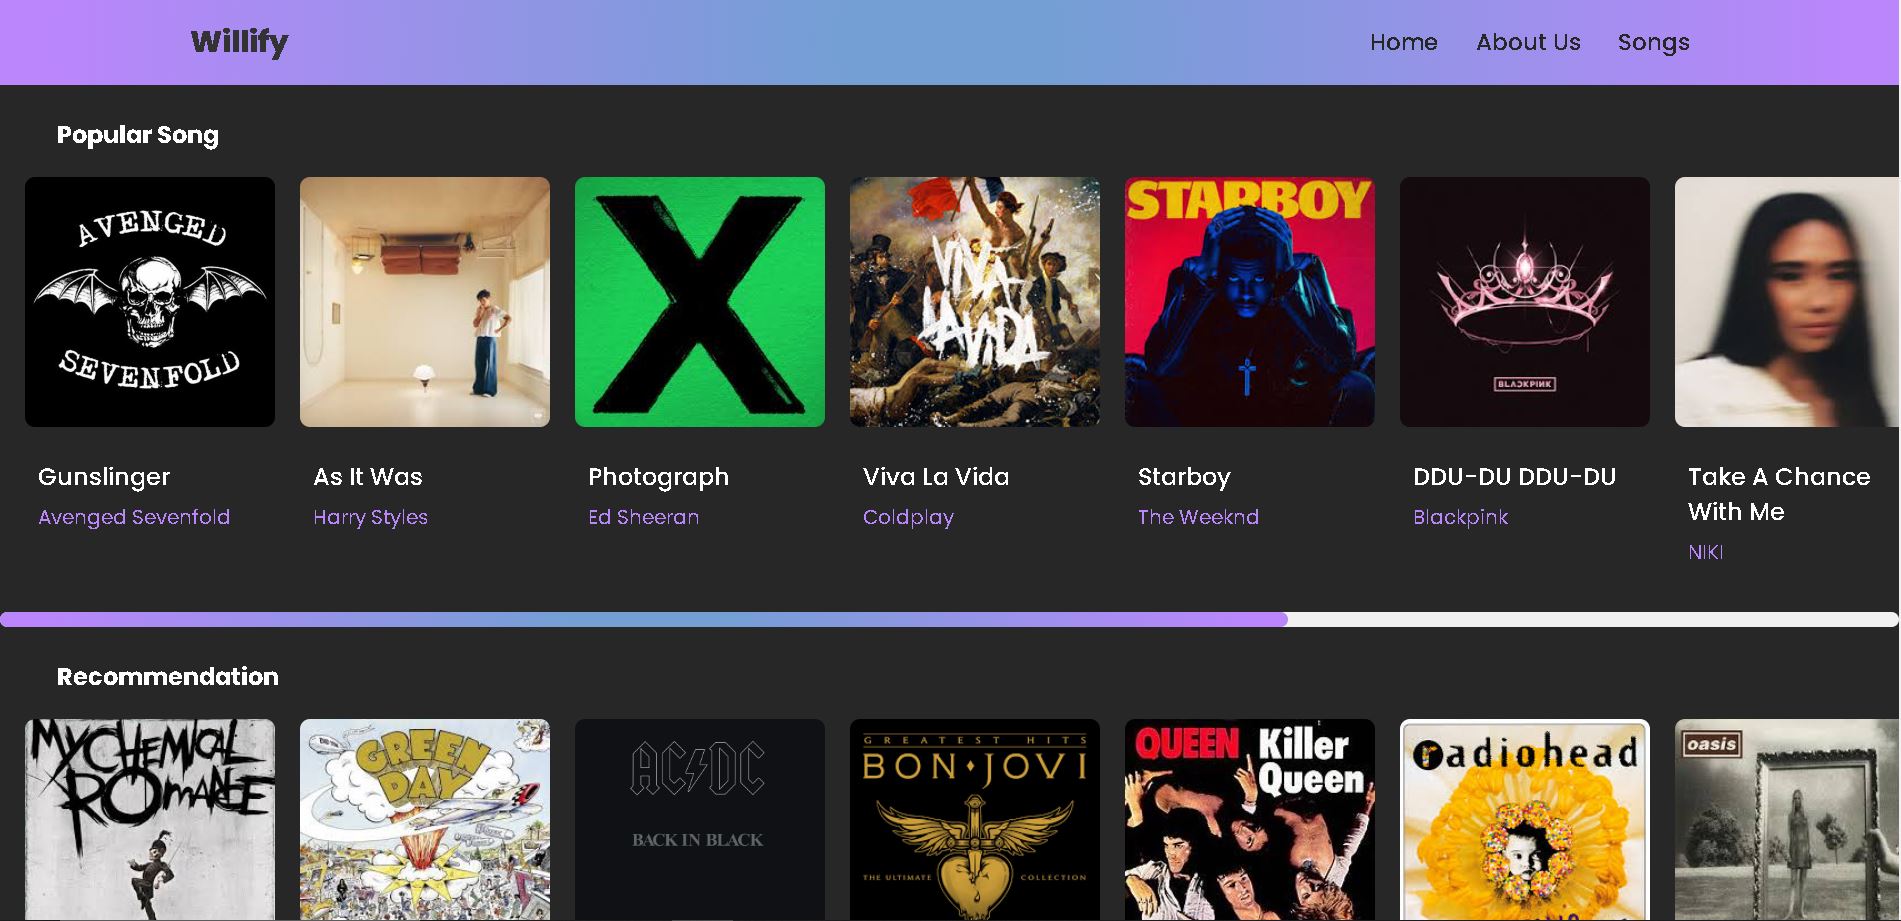 Willify
Home About Us Songs
Popular Song
AVENGED
SEVENFOLD
STARBOY
VIVA
LA VIDA
BLACKPINK
Gunslinger
Avenged Sevenfold
As It Was
Harry Styles
Photograph
Ed Sheeran
Viva La Vida
Coldplay
Starboy
The Weeknd
DDU-DU DDU-DU
Blackpink
Take A Chance
With Me
NIKI
Recommendation
MY CHEMICAL
ROMANCE
GREEN
DAY
AC/DC
BACK IN BLACK
GREATEST HITS
BON JOVI
THE ULTIMATE COLLECTION
QUEEN Killer
Queen
radiohead
oasis